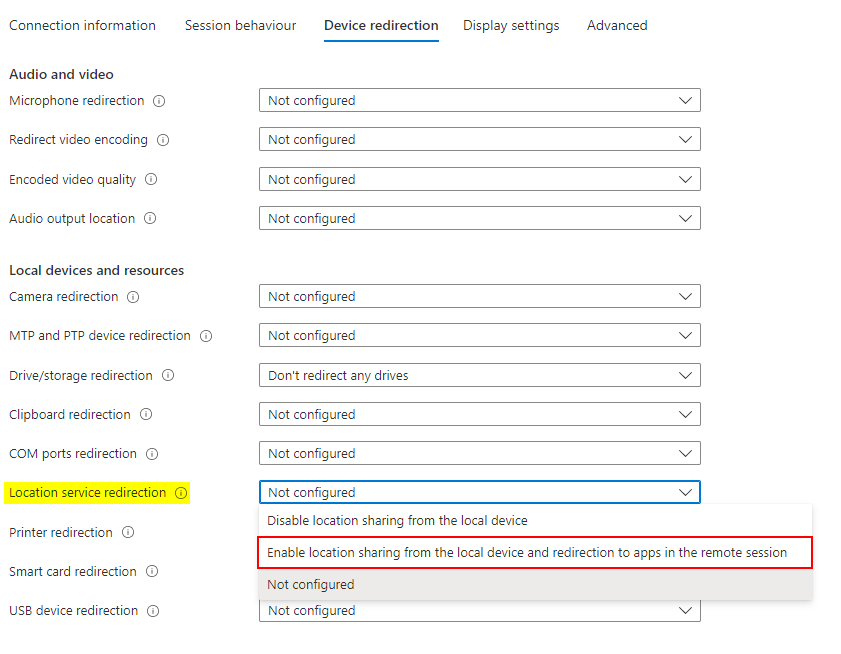 Connection information Session behaviour Device redirection Display settings Advanced
Audio and video
Microphone redirection Not configured
Redirect video encoding Not configured
Encoded video quality Not configured
Audio output location Not configured
Local devices and resources
Camera redirection Not configured
MTP and PTP device redirection Not configured
Drive/storage redirection Don't redirect any drives
Clipboard redirection Not configured
COM ports redirection Not configured
Location service redirection Not configured
Disable location sharing from the local device
Printer redirection
Enable location sharing from the local device and redirection to apps in the remote session
Smart card redirection
Not configured
USB device redirection Not configured